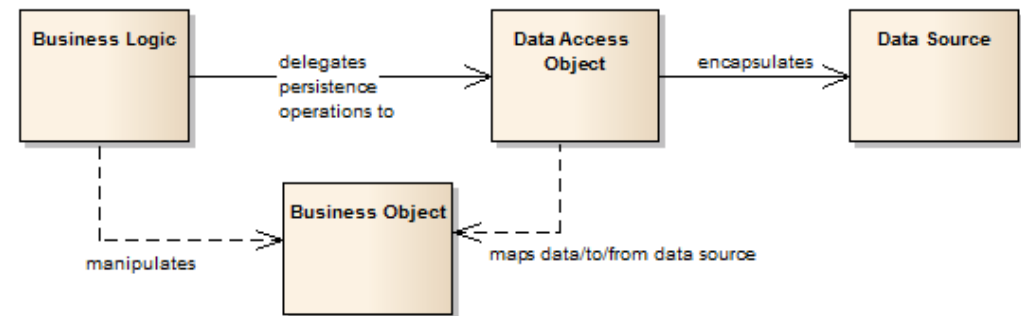 Business Logic
delegates
persistence
operations to
Data Access
Object
encapsulates
Data Source
Business Object
manipulates
maps data/to/from data source